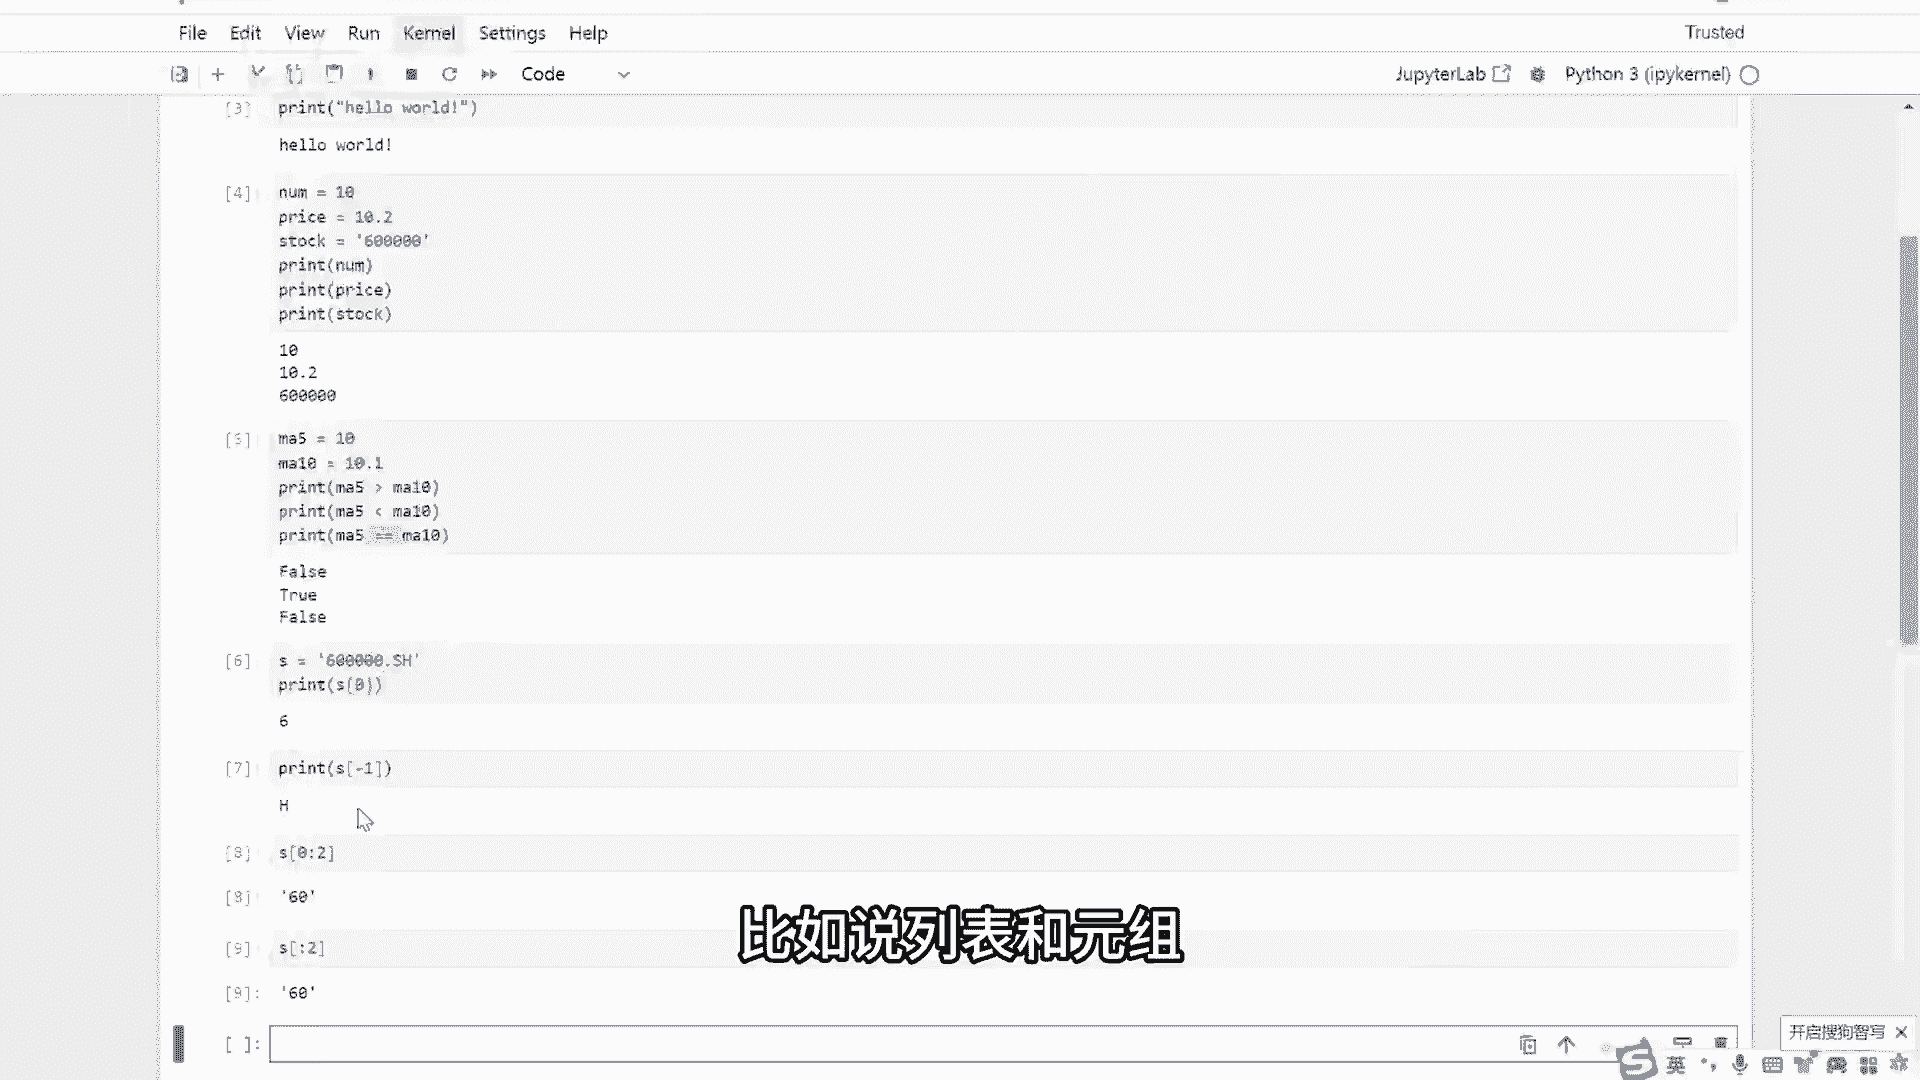 File Edit View Run Kernel Settings Help Trusted
Code JupyterLab Python 3 (ipykernel)
[3] print("hello world!")
hello world!
[4]: num = 10
price = 10.2
stock = '600000'
print(num)
print(price)
print(stock)
10
10.2
600000
[5]: ma5 = 10
ma10 = 10.1
print(ma5 > ma10)
print(ma5 < ma10)
print(ma5 == ma10)
False
True
False
[6]: s = '600000.SH'
print(s[0])
6
[7]: print(s[-1])
H
[8]: s[0:2]
[8]: '60'
[9]: s[:2]
[9]: '60'
[ ]:
比如说列表和元组
开启搜狗智写 ×
英